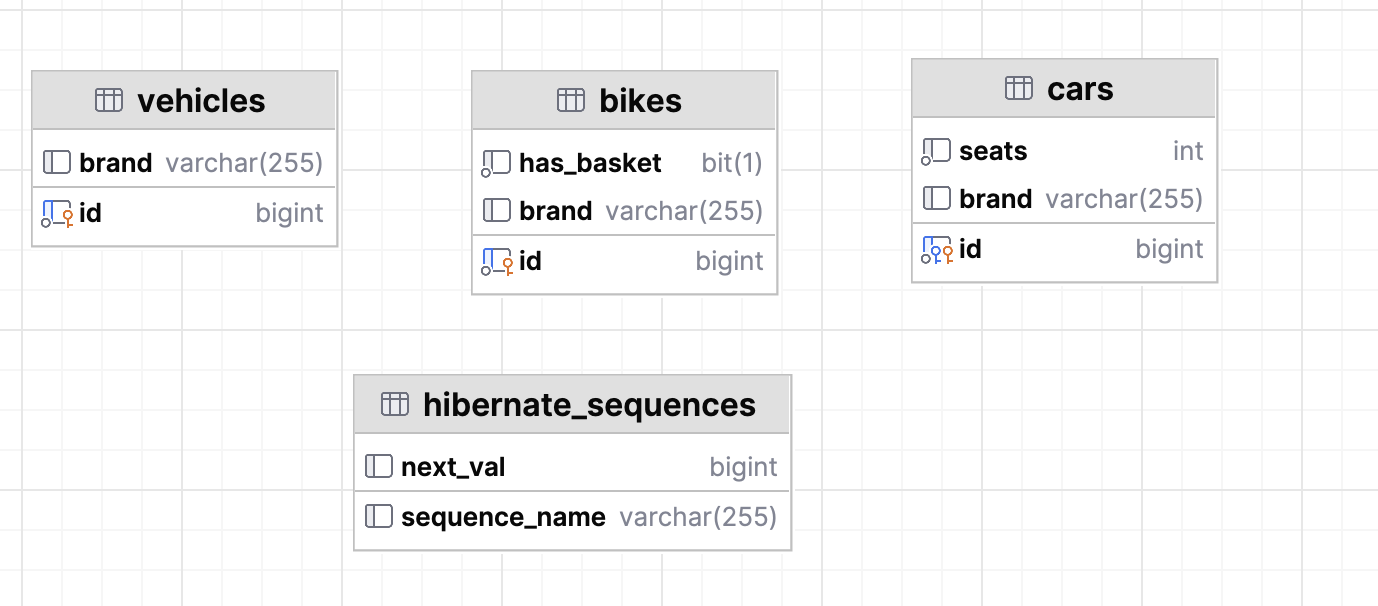 vehicles
brand varchar(255)
id bigint
bikes
has_basket bit(1)
brand varchar(255)
id bigint
cars
seats int
brand varchar(255)
id bigint
hibernate_sequences
next_val bigint
sequence_name varchar(255)